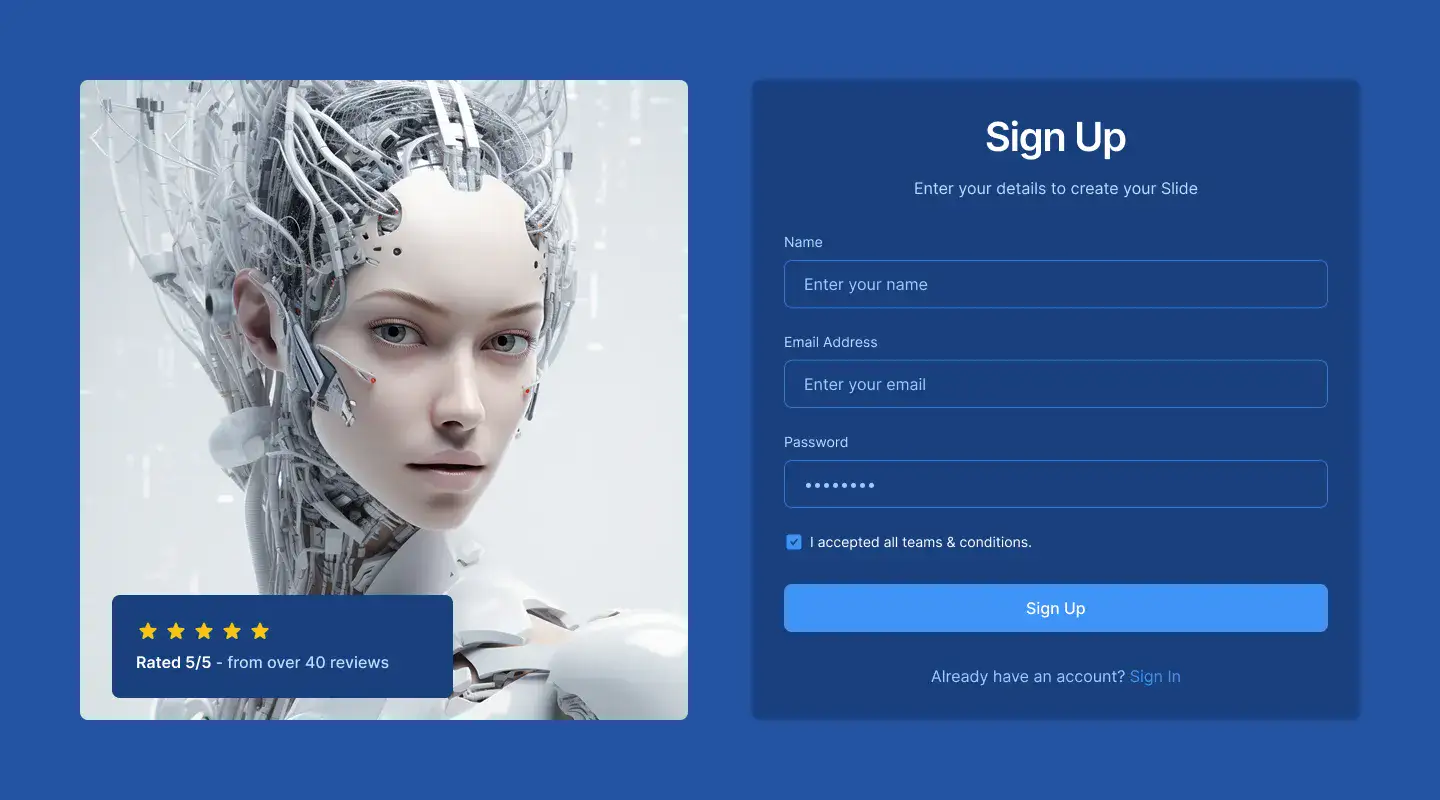 Sign Up
Enter your details to create your Slide
Name
Enter your name
Email Address
Enter your email
Password
••••••••
I accepted all teams & conditions.
Sign Up
Already have an account? Sign In
Rated 5/5 - from over 40 reviews